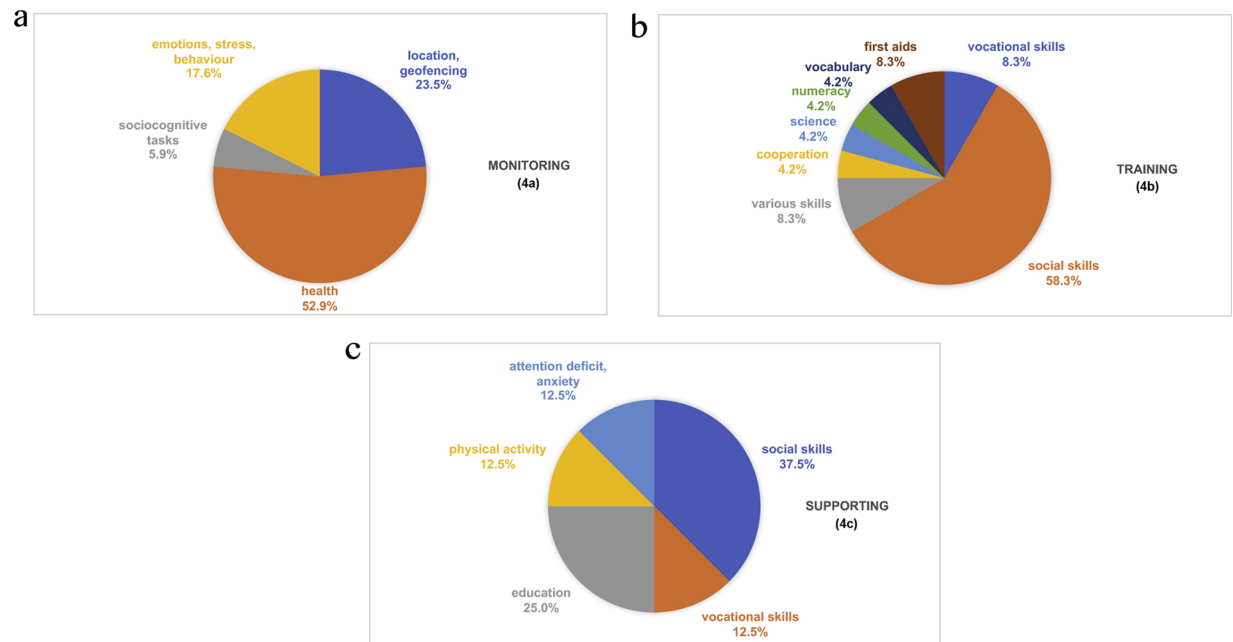 a
emotions, stress,
behaviour
17.6%
location,
geofencing
23.5%
sociocognitive
tasks
5.9%
MONITORING
(4a)
health
52.9%
b
first aids
8.3%
vocational skills
8.3%
vocabulary
4.2%
numeracy
4.2%
science
4.2%
cooperation
4.2%
TRAINING
(4b)
various skills
8.3%
social skills
58.3%
c
attention deficit,
anxiety
12.5%
physical activity
12.5%
social skills
37.5%
SUPPORTING
(4c)
education
25.0%
vocational skills
12.5%